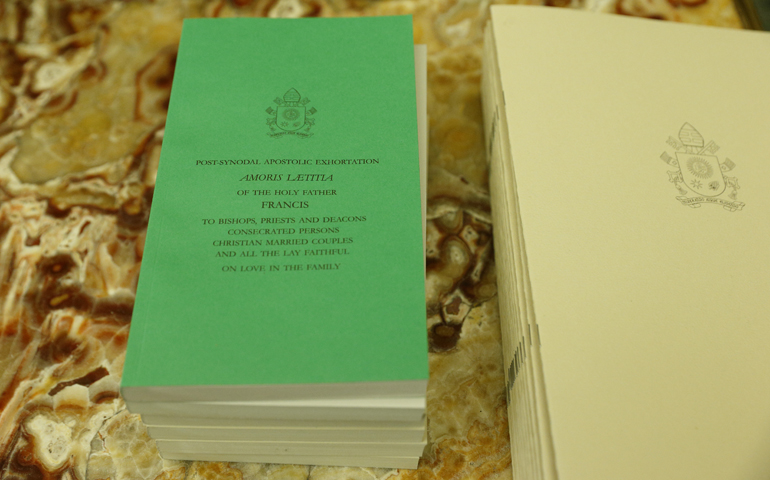 POST-SYNODAL APOSTOLIC EXHORTATION
AMORIS LÆTITIA
OF THE HOLY FATHER
FRANCIS
TO BISHOPS, PRIESTS AND DEACONS
CONSECRATED PERSONS
CHRISTIAN MARRIED COUPLES
AND ALL THE LAY FAITHFUL
ON LOVE IN THE FAMILY